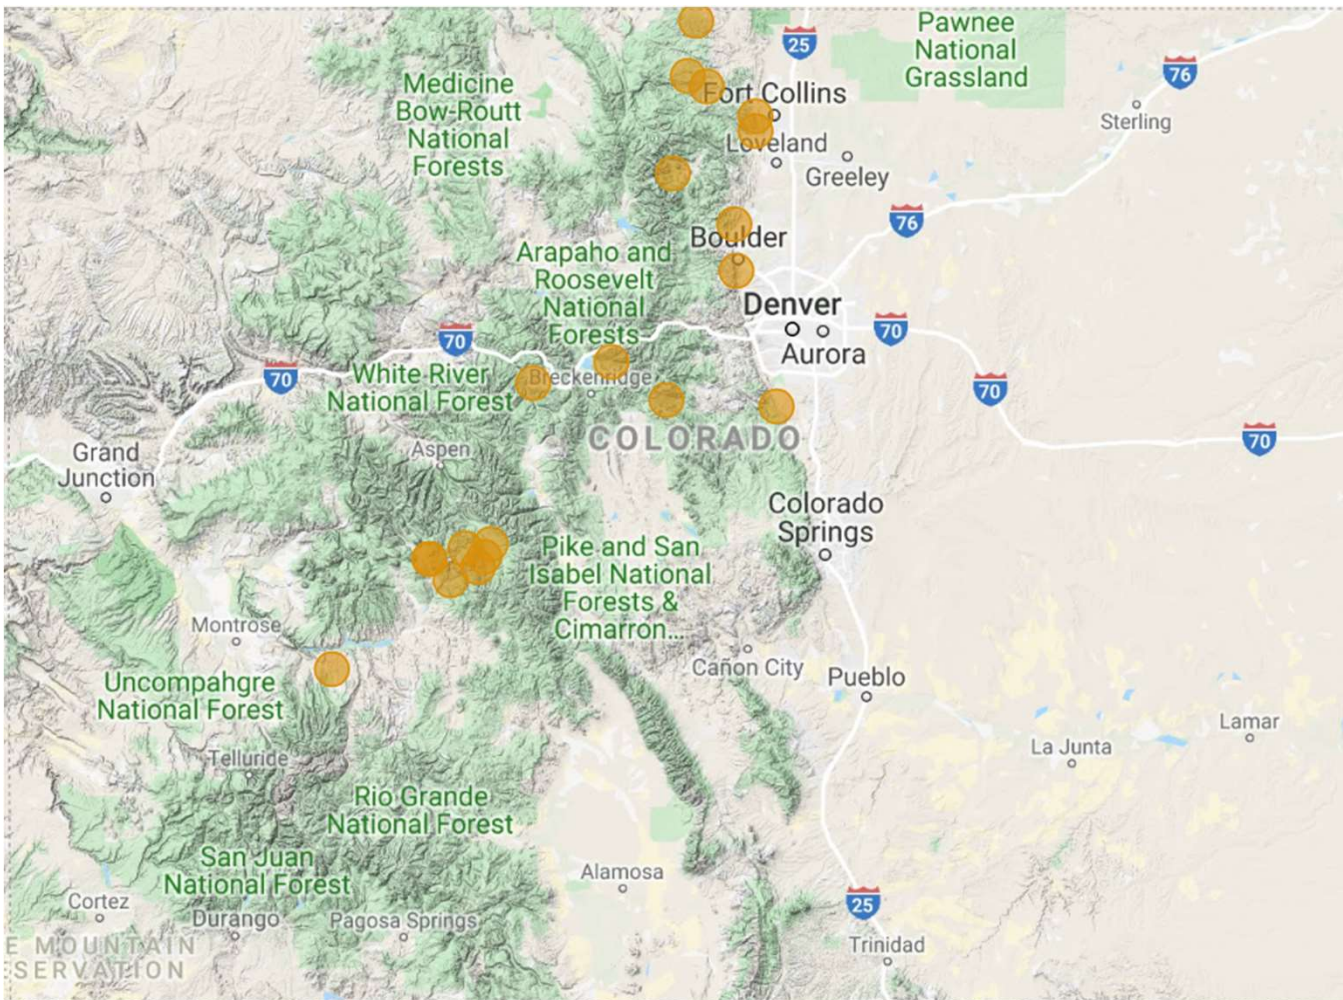 Pawnee
National
Grassland
25
76
Medicine
Bow-Routt
National
Forests
Fort Collins
Sterling
Loveland
Greeley
76
Boulder
Arapaho and
Roosevelt
National
Forests
Denver
70
Aurora
70
70
White River
National Forest
Breckenridge
70
COLORADO
70
Grand
Junction
Aspen
Colorado
Springs
Pike and San
Isabel National
Forests &
Cimarron...
Montrose
Cañon City
Pueblo
Uncompahgre
National Forest
Lamar
La Junta
Telluride
Rio Grande
National Forest
San Juan
National Forest
Alamosa
Cortez
Durango
Pagosa Springs
25
E MOUNTAIN
SERVATION
Trinidad